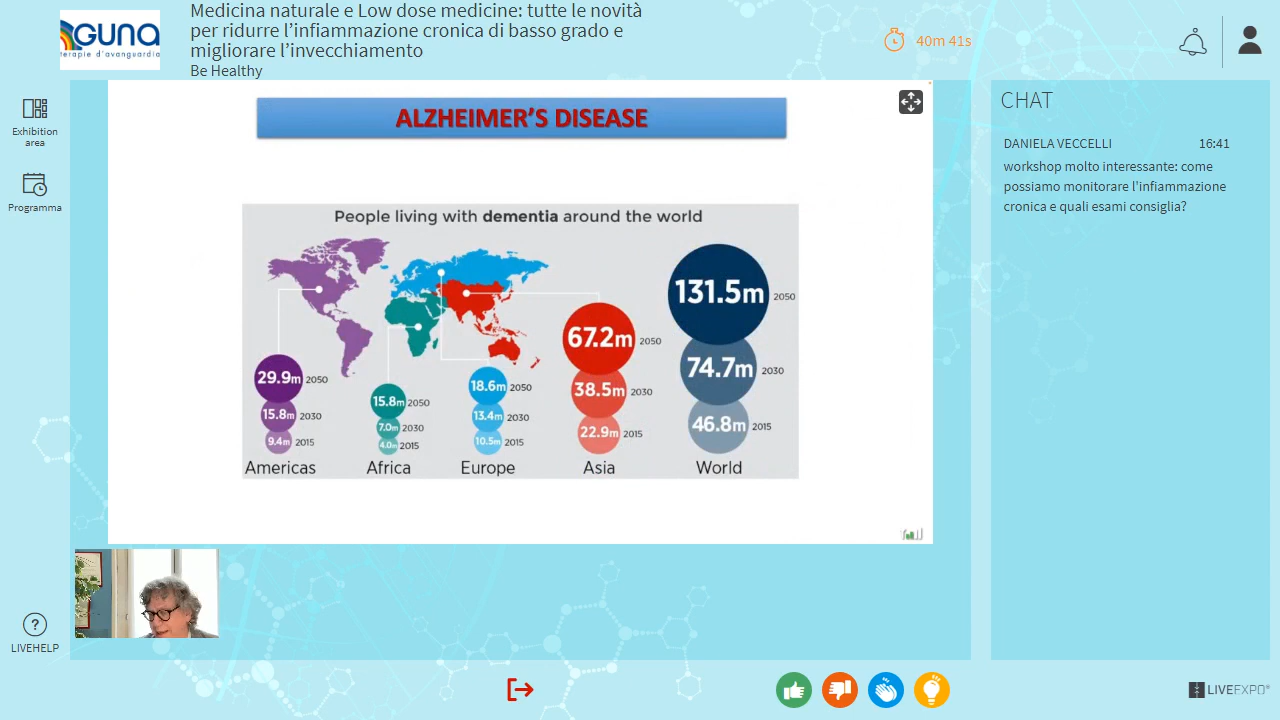 GUNA
terapie d'avanguardia
Medicina naturale e Low dose medicine: tutte le novità
per ridurre l'infiammazione cronica di basso grado e
migliorare l'invecchiamento
Be Healthy
40m 41s
Exhibition
area
Programma
LIVEHELP
ALZHEIMER'S DISEASE
People living with dementia around the world
29.9m 2050
15.8m 2030
9.4m 2015
Americas
15.8m 2050
7.0m 2030
4.0m 2015
Africa
18.6m 2050
13.4m 2030
10.5m 2015
Europe
67.2m 2050
38.5m 2030
22.9m 2015
Asia
131.5m 2050
74.7m 2030
46.8m 2015
World
CHAT
DANIELA VECCELLI 16:41
workshop molto interessante: come
possiamo monitorare l'infiammazione
cronica e quali esami consiglia?
LIVEEXPO®